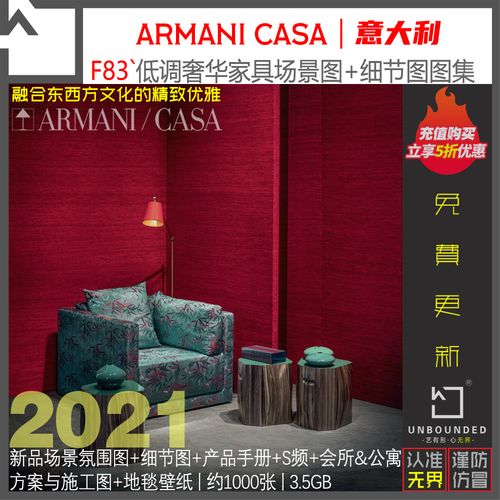 ARMANI CASA | 意大利
F83`低调奢华家具场景图+细节图图集
融合东西方文化的精致优雅
ARMANI / CASA
充值购买
立享5折优惠
免費更新
2021
UNBOUNDED
-艺有形·心无界-
新品场景氛围图+细节图+产品手册+S频+会所&公寓
方案与施工图+地毯壁纸 | 约1000张 | 3.5GB
认准无界
谨防仿冒